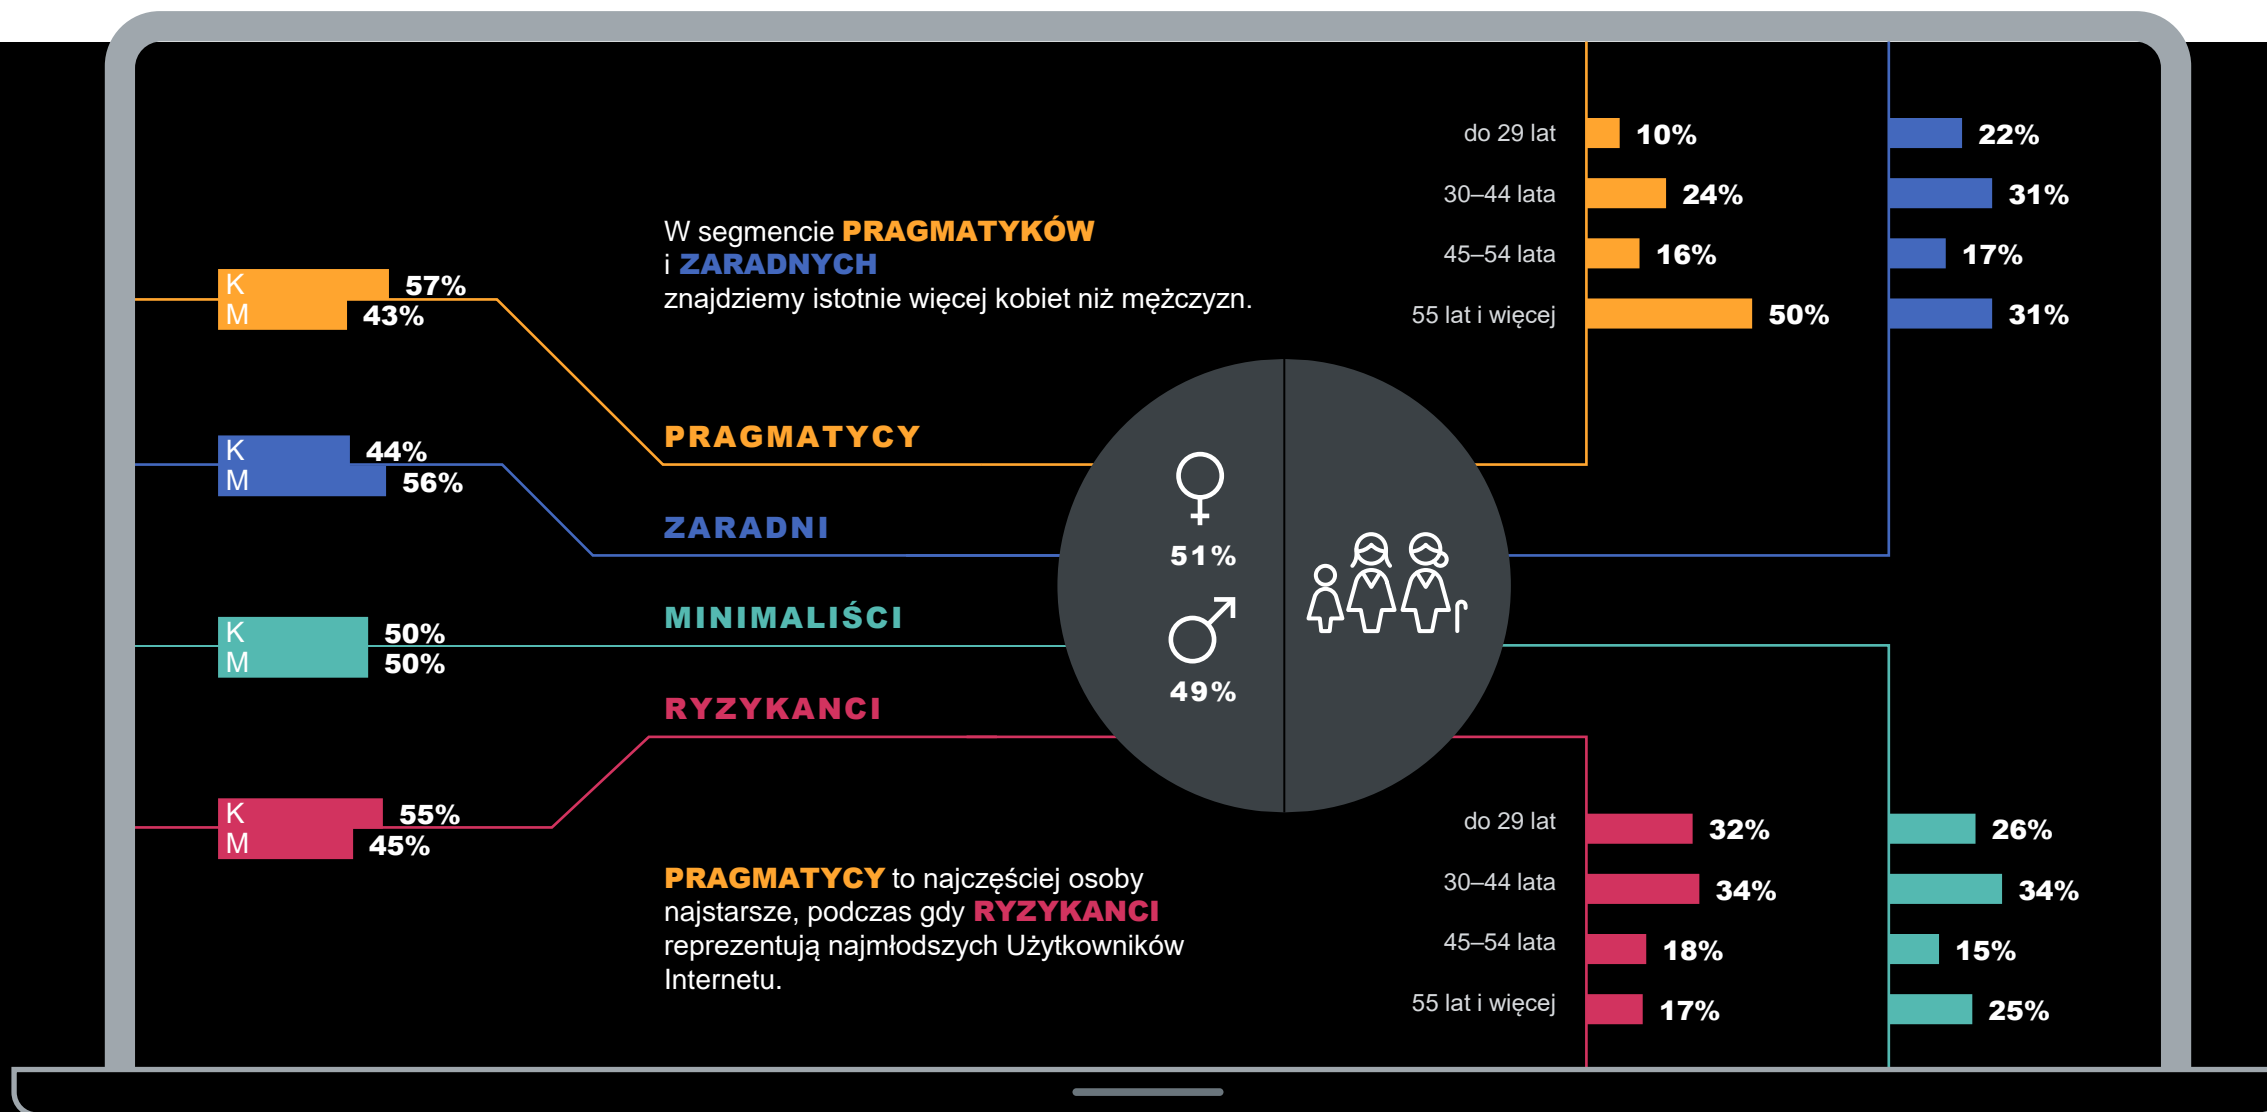 W segmencie PRAGMATYKÓW
i ZARADNYCH
znajdziemy istotnie więcej kobiet niż mężczyzn.
K 57%
M 43%
K 44%
M 56%
K 50%
M 50%
K 55%
M 45%
PRAGMATYCY
ZARADNI
MINIMALIŚCI
RYZYKANCI
PRAGMATYCY to najczęściej osoby
najstarsze, podczas gdy RYZYKANCI
reprezentują najmłodszych Użytkowników
Internetu.
51%
49%
do 29 lat 10% 22%
30–44 lata 24% 31%
45–54 lata 16% 17%
55 lat i więcej 50% 31%
do 29 lat 32% 26%
30–44 lata 34% 34%
45–54 lata 18% 15%
55 lat i więcej 17% 25%